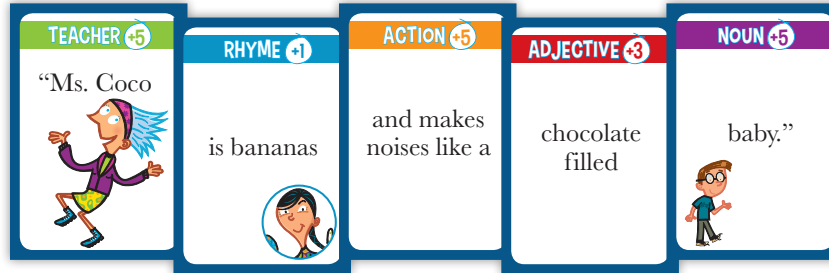 TEACHER +5
“Ms. Coco
RHYME +1
is bananas
ACTION +5
and makes
noises like a
ADJECTIVE +3
chocolate
filled
NOUN +5
baby.”